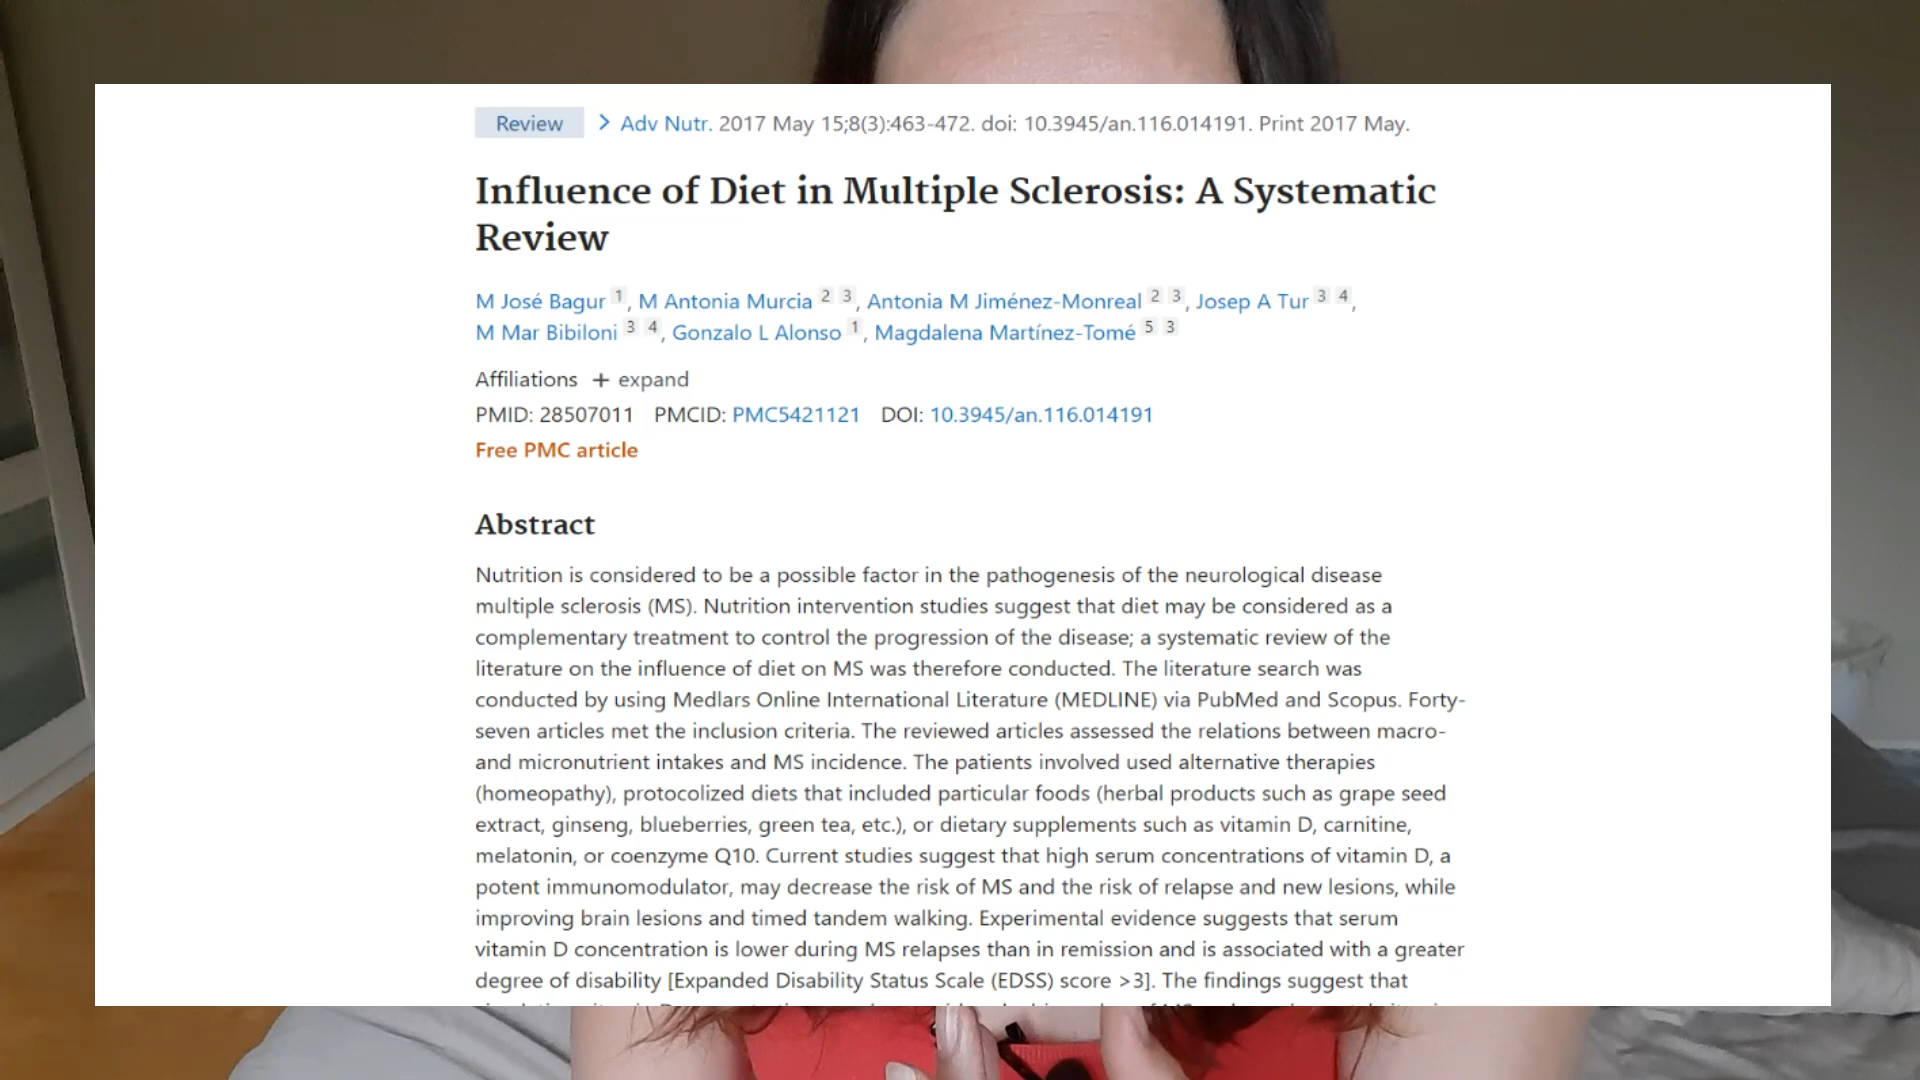 Review > Adv Nutr. 2017 May 15;8(3):463-472. doi: 10.3945/an.116.014191. Print 2017 May.
Influence of Diet in Multiple Sclerosis: A Systematic
Review
M José Bagur 1, M Antonia Murcia 2 3, Antonia M Jiménez-Monreal 2 3, Josep A Tur 3 4,
M Mar Bibiloni 3 4, Gonzalo L Alonso 1, Magdalena Martínez-Tomé 5 3
Affiliations + expand
PMID: 28507011 PMCID: PMC5421121 DOI: 10.3945/an.116.014191
Free PMC article
Abstract
Nutrition is considered to be a possible factor in the pathogenesis of the neurological disease
multiple sclerosis (MS). Nutrition intervention studies suggest that diet may be considered as a
complementary treatment to control the progression of the disease; a systematic review of the
literature on the influence of diet on MS was therefore conducted. The literature search was
conducted by using Medlars Online International Literature (MEDLINE) via PubMed and Scopus. Forty-
seven articles met the inclusion criteria. The reviewed articles assessed the relations between macro-
and micronutrient intakes and MS incidence. The patients involved used alternative therapies
(homeopathy), protocolized diets that included particular foods (herbal products such as grape seed
extract, ginseng, blueberries, green tea, etc.), or dietary supplements such as vitamin D, carnitine,
melatonin, or coenzyme Q10. Current studies suggest that high serum concentrations of vitamin D, a
potent immunomodulator, may decrease the risk of MS and the risk of relapse and new lesions, while
improving brain lesions and timed tandem walking. Experimental evidence suggests that serum
vitamin D concentration is lower during MS relapses than in remission and is associated with a greater
degree of disability [Expanded Disability Status Scale (EDSS) score >3]. The findings suggest that